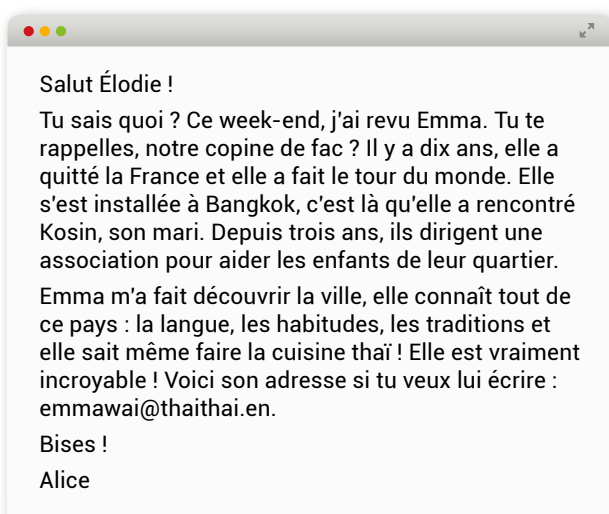 Salut Élodie !
Tu sais quoi ? Ce week-end, j'ai revu Emma. Tu te
rappelles, notre copine de fac ? Il y a dix ans, elle a
quitté la France et elle a fait le tour du monde. Elle
s'est installée à Bangkok, c'est là qu'elle a rencontré
Kosin, son mari. Depuis trois ans, ils dirigent une
association pour aider les enfants de leur quartier.
Emma m'a fait découvrir la ville, elle connaît tout de
ce pays : la langue, les habitudes, les traditions et
elle sait même faire la cuisine thaï ! Elle est vraiment
incroyable ! Voici son adresse si tu veux lui écrire :
emmawai@thaithai.en.
Bises !
Alice